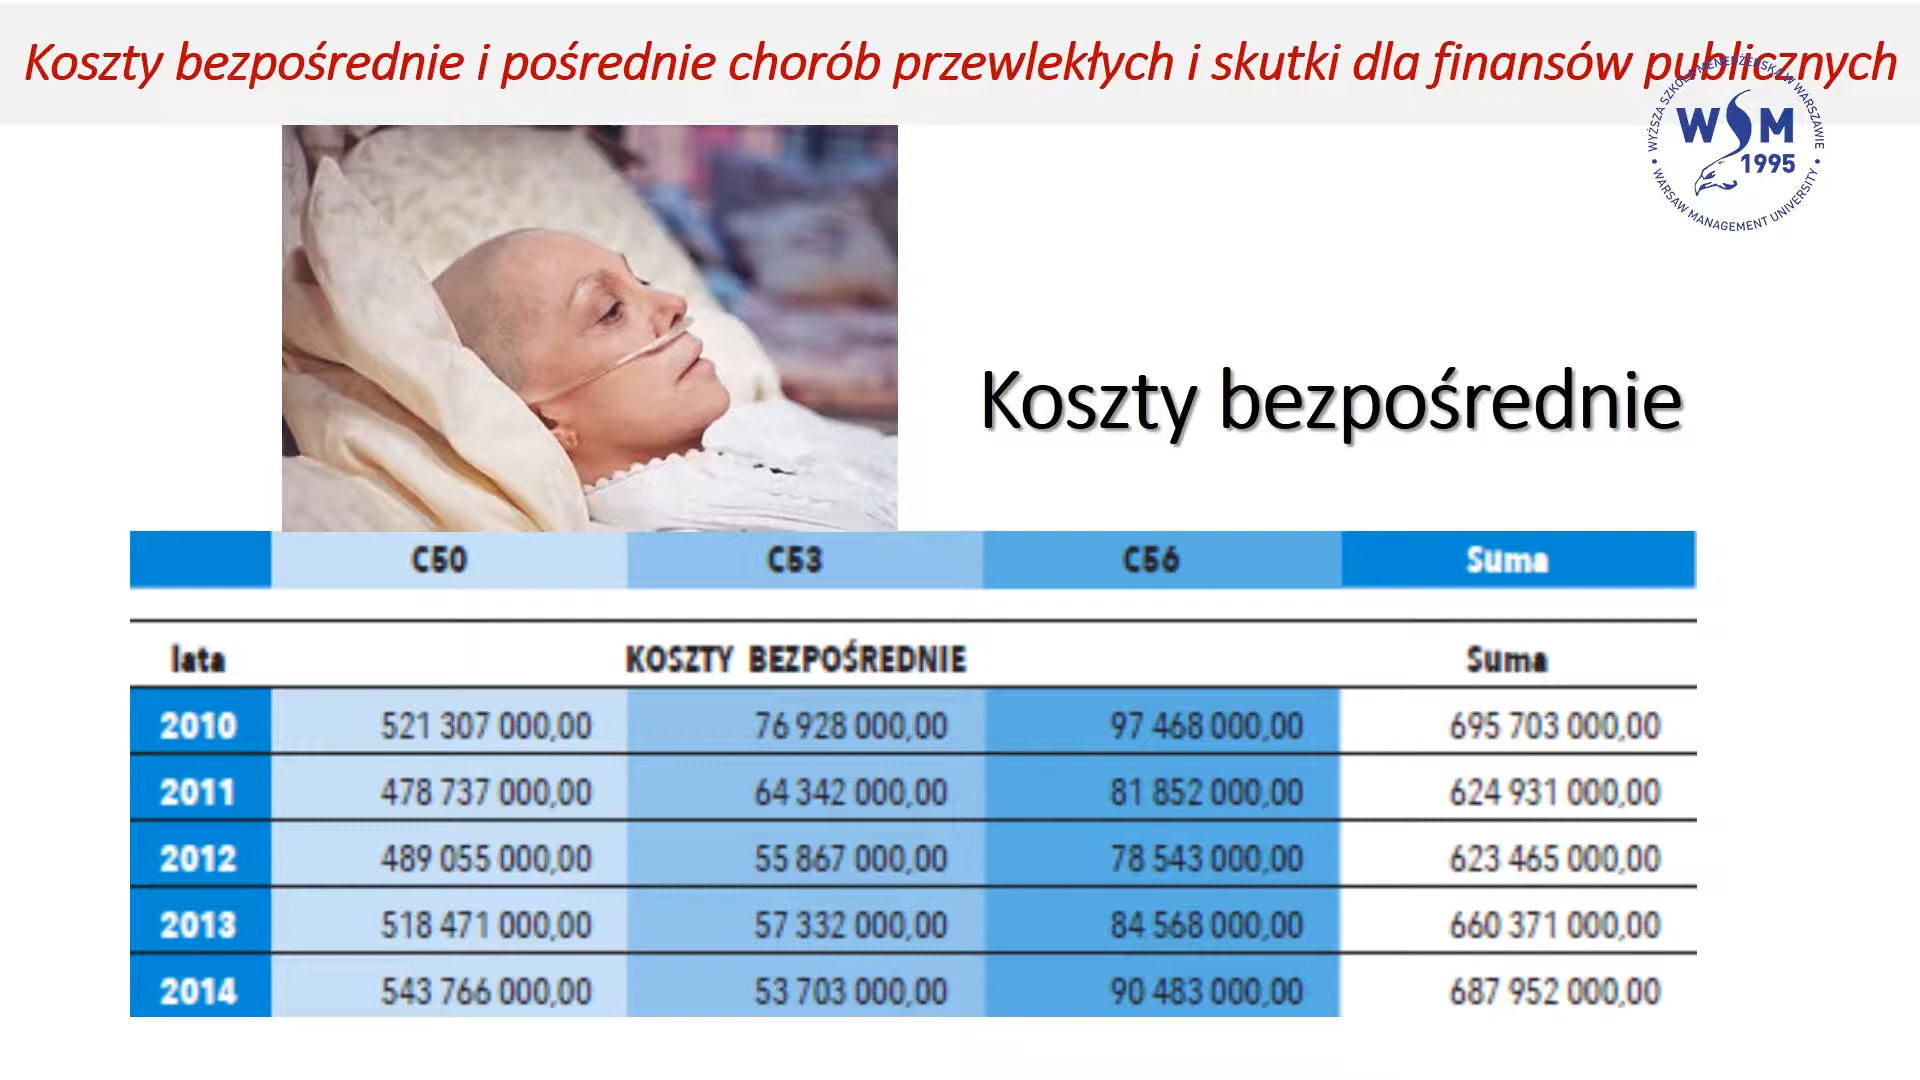 Koszty bezpośrednie i pośrednie chorób przewlekłych i skutki dla finansów publicznych
WYŻSZA SZKOŁA MENEDŻERSKA W WARSZAWIE
WSM
1995
WARSAW MANAGEMENT UNIVERSITY
Koszty bezpośrednie
C50 C53 C56 Suma
lata KOSZTY BEZPOŚREDNIE Suma
2010 521 307 000,00 76 928 000,00 97 468 000,00 695 703 000,00
2011 478 737 000,00 64 342 000,00 81 852 000,00 624 931 000,00
2012 489 055 000,00 55 867 000,00 78 543 000,00 623 465 000,00
2013 518 471 000,00 57 332 000,00 84 568 000,00 660 371 000,00
2014 543 766 000,00 53 703 000,00 90 483 000,00 687 952 000,00